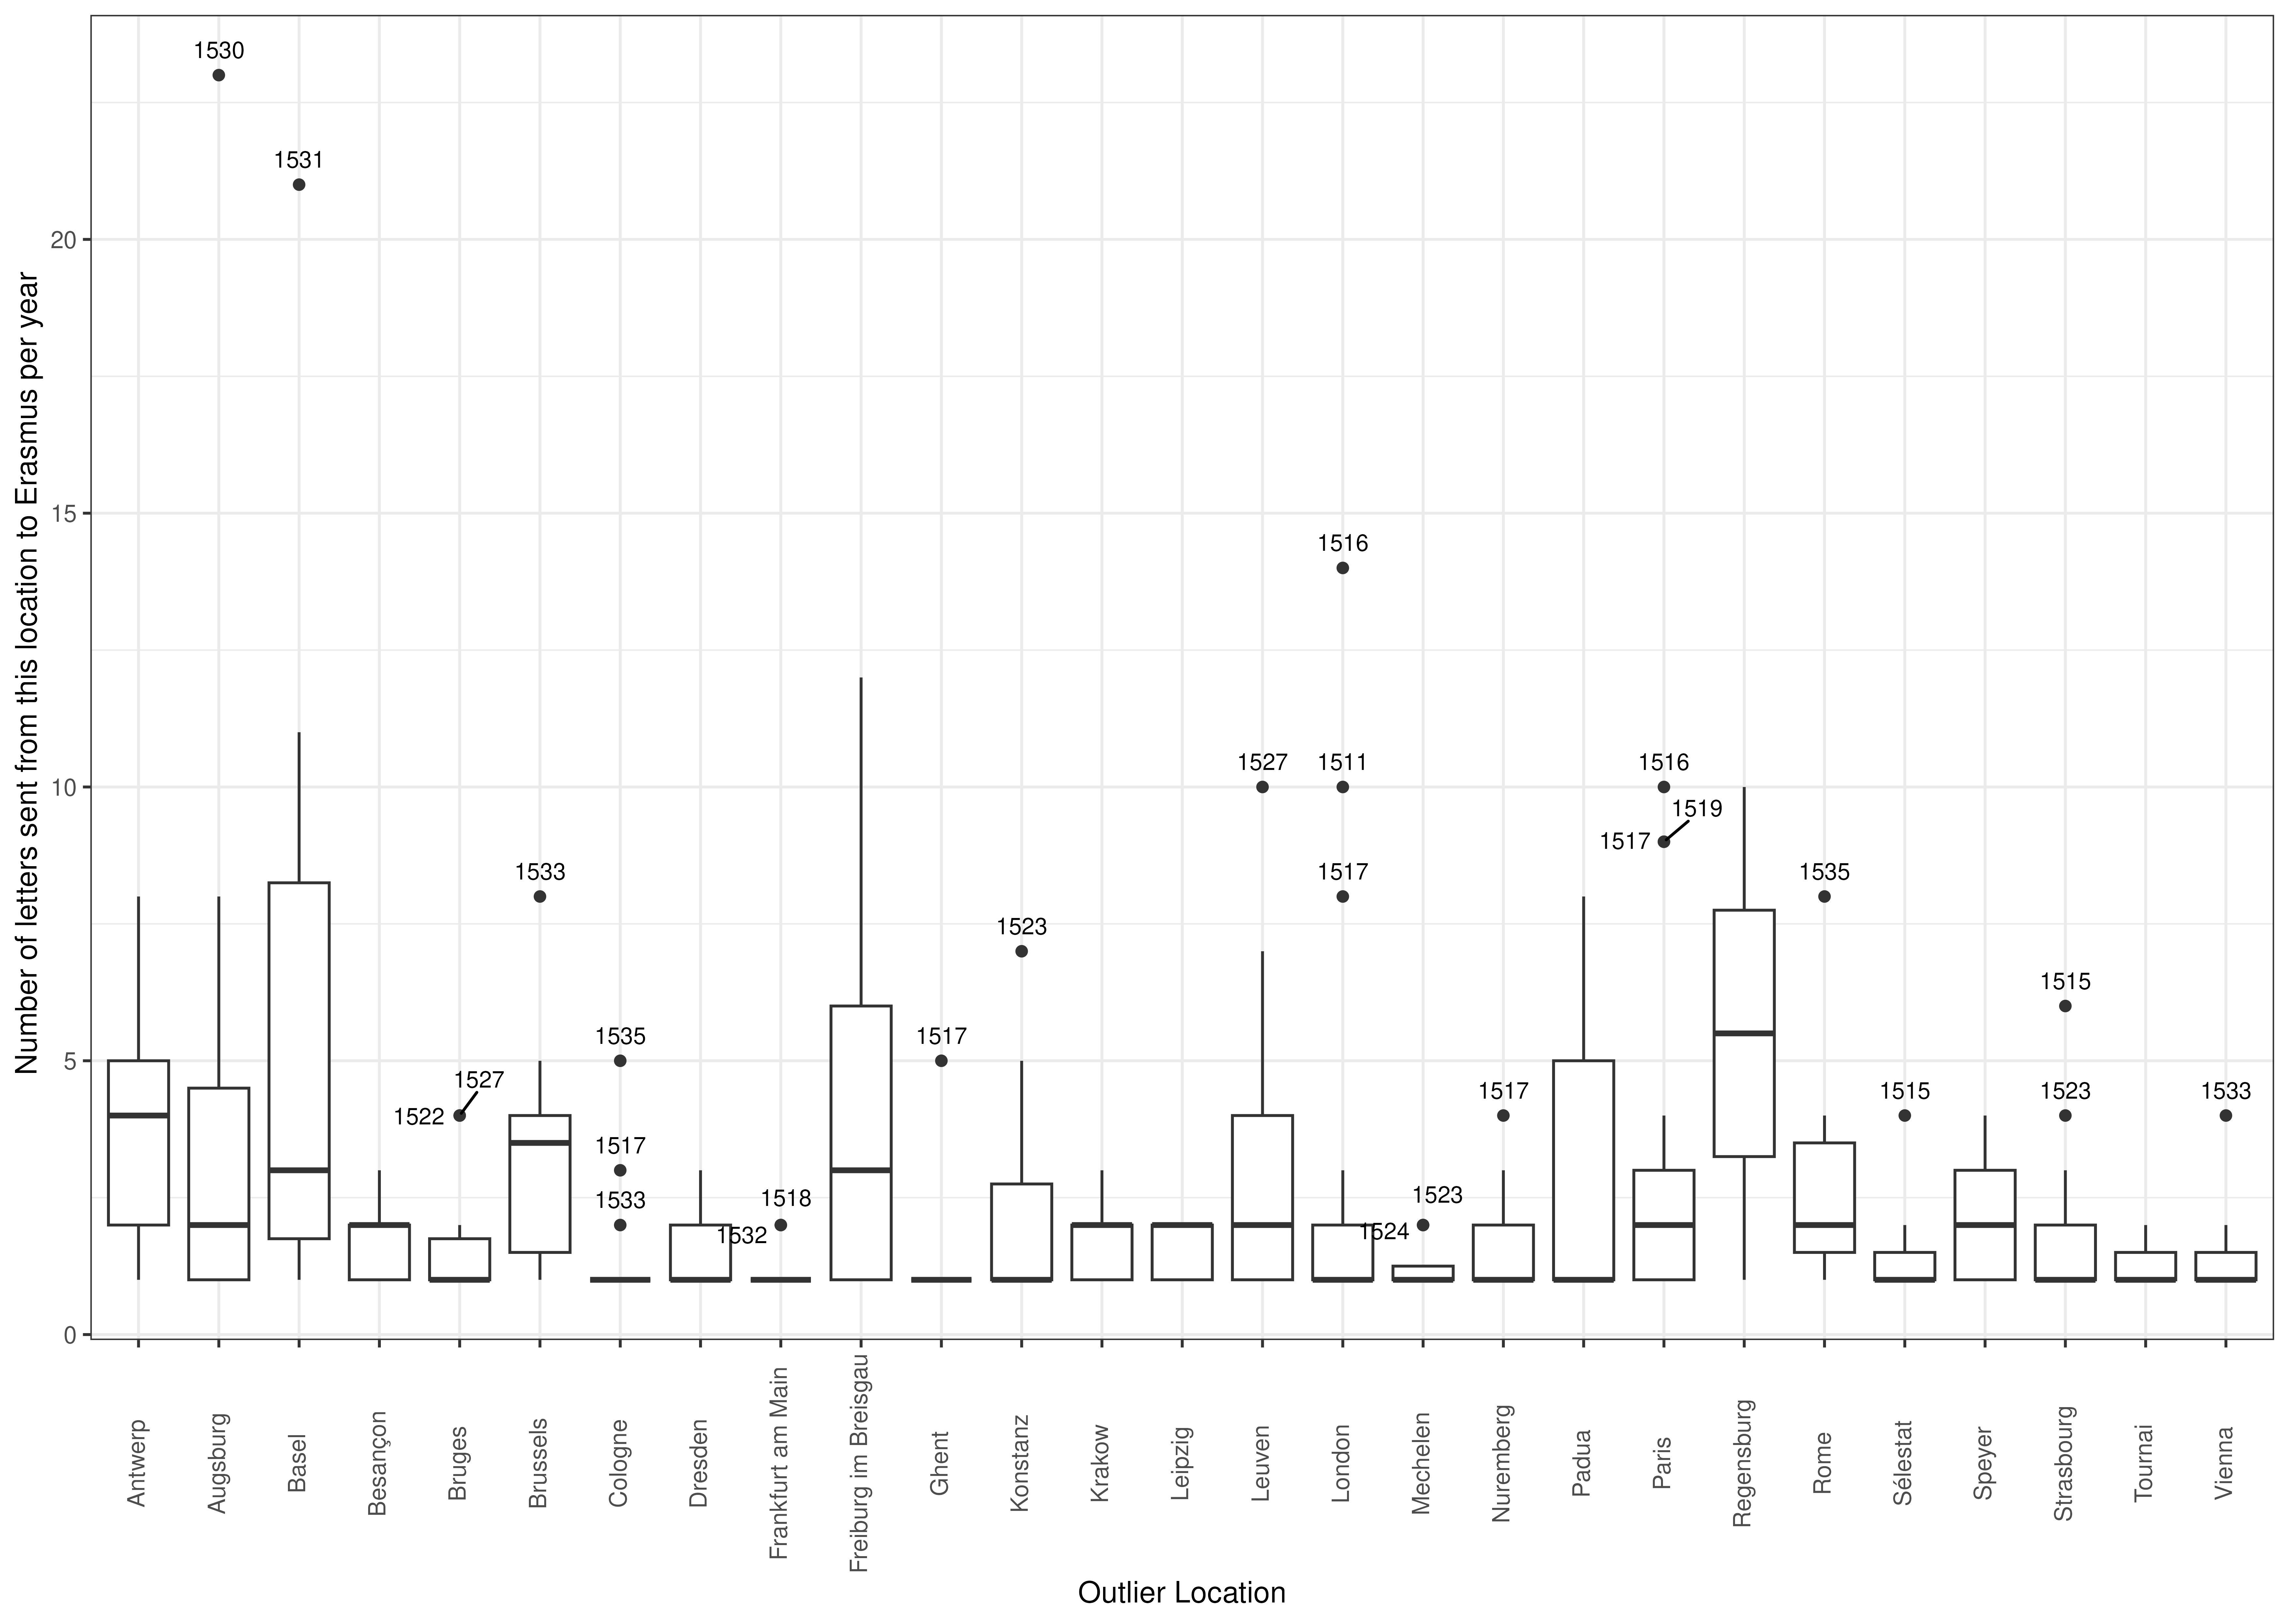 Number of letters sent from this location to Erasmus per year
20
15
10
5
0
1530
1531
1516
1527
1511
1516
1519
1517
1533
1517
1535
1523
1515
1535
1517
1527
1522
1517
1515
1523
1533
1517
1533
1518
1532
1523
1524
Antwerp
Augsburg
Basel
Besançon
Bruges
Brussels
Cologne
Dresden
Frankfurt am Main
Freiburg im Breisgau
Ghent
Konstanz
Krakow
Leipzig
Leuven
London
Mechelen
Nuremberg
Padua
Paris
Regensburg
Rome
Sélestat
Speyer
Strasbourg
Tournai
Vienna
Outlier Location